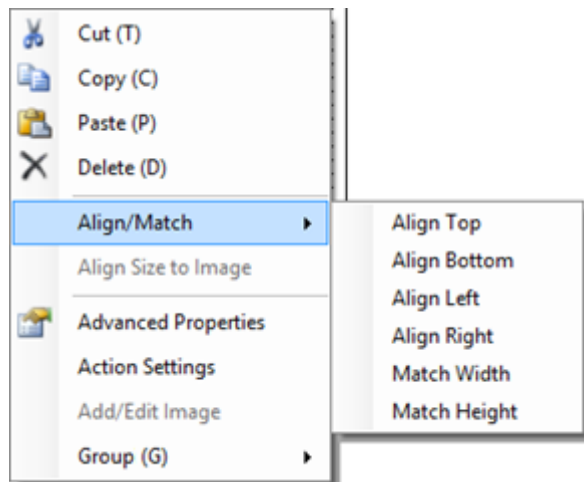 Cut (T)
Copy (C)
Paste (P)
Delete (D)
Align/Match
Align Size to Image
Advanced Properties
Action Settings
Add/Edit Image
Group (G)
Align Top
Align Bottom
Align Left
Align Right
Match Width
Match Height